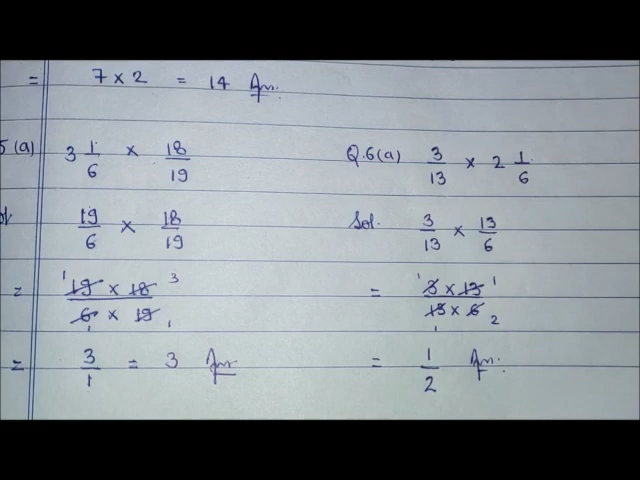 = 7 × 2 = 14 Ans.
5(a) 3 1/6 × 18/19
19/6 × 18/19
= 19 × 18 / 6 × 19
= 3/1 = 3 Ans
Q.6(a) 3/13 × 2 1/6
Sol. 3/13 × 13/6
= 3 × 13 / 13 × 6
= 1/2 Ans.